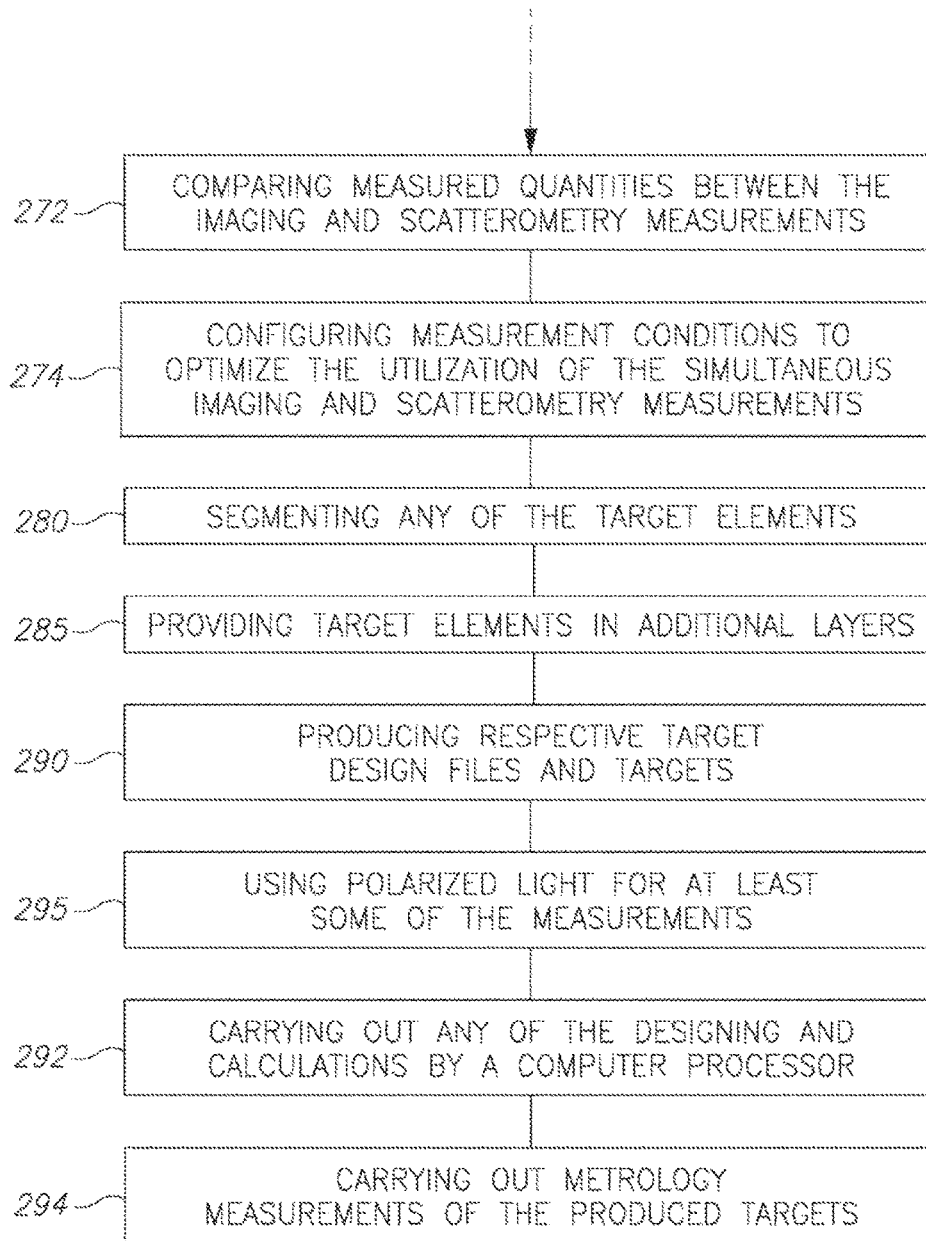 272
COMPARING MEASURED QUANTITIES BETWEEN THE
IMAGING AND SCATTEROMETRY MEASUREMENTS
274
CONFIGURING MEASUREMENT CONDITIONS TO
OPTIMIZE THE UTILIZATION OF THE SIMULTANEOUS
IMAGING AND SCATTEROMETRY MEASUREMENTS
280
SEGMENTING ANY OF THE TARGET ELEMENTS
285
PROVIDING TARGET ELEMENTS IN ADDITIONAL LAYERS
290
PRODUCING RESPECTIVE TARGET
DESIGN FILES AND TARGETS
295
USING POLARIZED LIGHT FOR AT LEAST
SOME OF THE MEASUREMENTS
292
CARRYING OUT ANY OF THE DESIGNING AND
CALCULATIONS BY A COMPUTER PROCESSOR
294
CARRYING OUT METROLOGY
MEASUREMENTS OF THE PRODUCED TARGETS